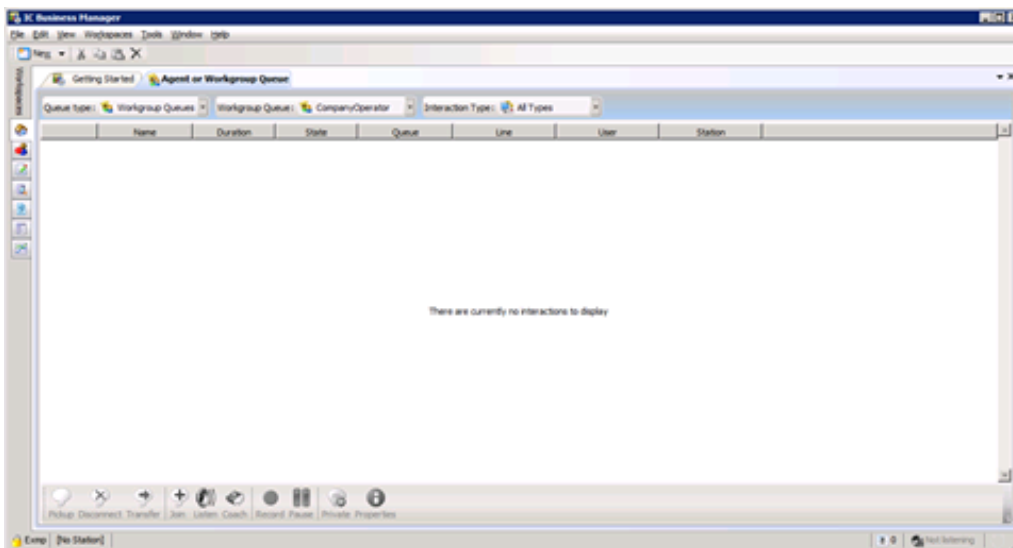 IC Business Manager
File Edit View Workspaces Tools Window Help
New
Workspaces
Getting Started Agent or Workgroup Queue
Queue type: Workgroup Queues Workgroup Queue: CompanyOperator Interaction Type: All Types
Name Duration State Queue Line User Station
There are currently no interactions to display
Pickup Disconnect Transfer Join Listen Coach Record Pause Private Properties
[No Station] 0 Not listening